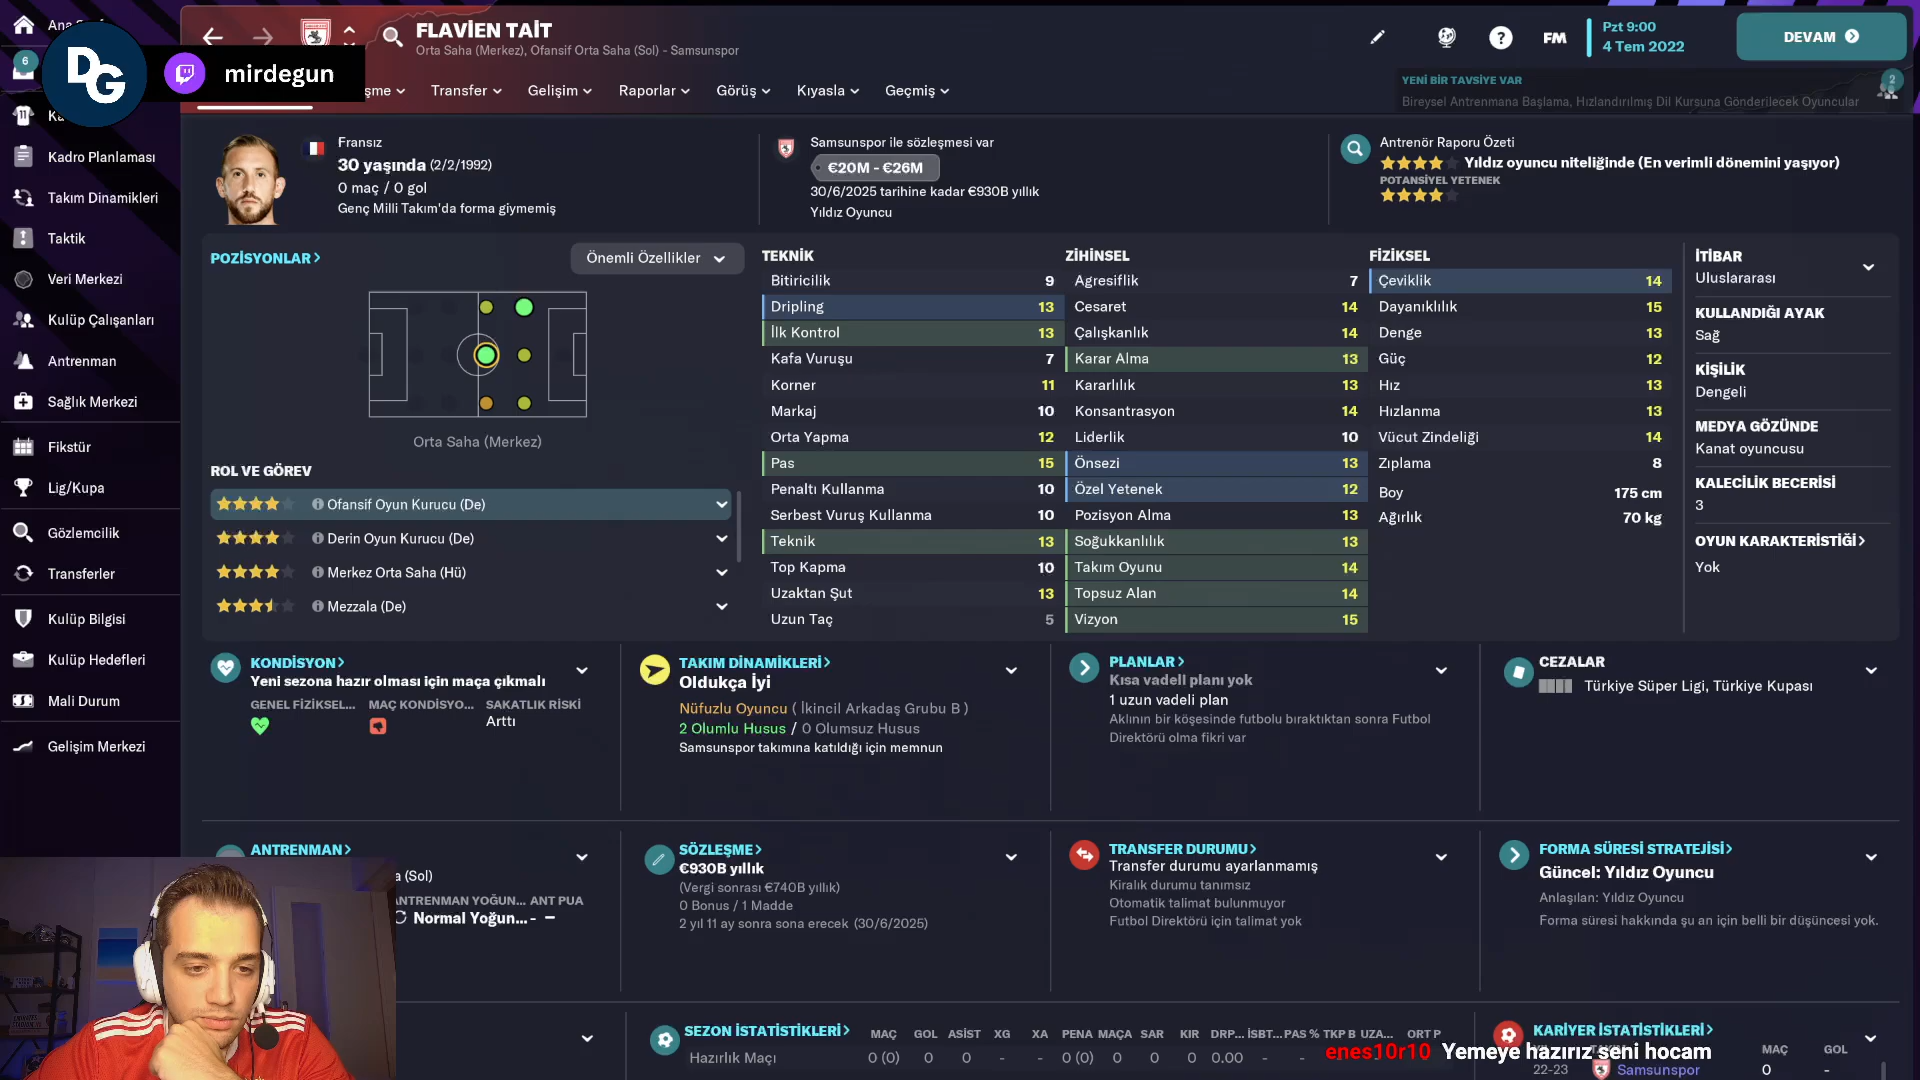 FLAVİEN TAİT
Orta Saha (Merkez), Ofansif Orta Saha (Sol) - Samsunspor
FM
Pzt 9:00
4 Tem 2022
DEVAM
YENİ BİR TAVSİYE VAR
Bireysel Antrenmana Başlama, Hızlandırılmış Dil Kursuna Gönderilecek Oyuncular
2
6
DG
mirdegun
Transfer
Gelişim
Raporlar
Görüş
Kıyasla
Geçmiş
Kadro Planlaması
Takım Dinamikleri
Taktik
Veri Merkezi
Kulüp Çalışanları
Antrenman
Sağlık Merkezi
Fikstür
Lig/Kupa
Gözlemcilik
Transferler
Kulüp Bilgisi
Kulüp Hedefleri
Mali Durum
Gelişim Merkezi
Fransız
30 yaşında (2/2/1992)
0 maç / 0 gol
Genç Milli Takım'da forma giymemiş
Samsunspor ile sözleşmesi var
€20M - €26M
30/6/2025 tarihine kadar €930B yıllık
Yıldız Oyuncu
Antrenör Raporu Özeti
Yıldız oyuncu niteliğinde (En verimli dönemini yaşıyor)
POTANSİYEL YETENEK
POZİSYONLAR
Önemli Özellikler
Orta Saha (Merkez)
ROL VE GÖREV
Ofansif Oyun Kurucu (De)
Derin Oyun Kurucu (De)
Merkez Orta Saha (Hü)
Mezzala (De)
TEKNİK
Bitiricilik 9
Dripling 13
İlk Kontrol 13
Kafa Vuruşu 7
Korner 11
Markaj 10
Orta Yapma 12
Pas 15
Penaltı Kullanma 10
Serbest Vuruş Kullanma 10
Teknik 13
Top Kapma 10
Uzaktan Şut 13
Uzun Taç 5
ZİHİNSEL
Agresiflik 7
Cesaret 14
Çalışkanlık 14
Karar Alma 13
Kararlılık 13
Konsantrasyon 14
Liderlik 10
Önsezi 13
Özel Yetenek 12
Pozisyon Alma 13
Soğukkanlılık 13
Takım Oyunu 14
Topsuz Alan 14
Vizyon 15
FİZİKSEL
Çeviklik 14
Dayanıklılık 15
Denge 13
Güç 12
Hız 13
Hızlanma 13
Vücut Zindeliği 14
Zıplama 8
Boy 175 cm
Ağırlık 70 kg
İTİBAR
Uluslararası
KULLANDIĞI AYAK
Sağ
KİŞİLİK
Dengeli
MEDYA GÖZÜNDE
Kanat oyuncusu
KALECİLİK BECERİSİ
3
OYUN KARAKTERİSTİĞİ
Yok
KONDİSYON
Yeni sezona hazır olması için maça çıkmalı
GENEL FİZİKSEL... MAÇ KONDİSYO... SAKATLIK RİSKİ
Arttı
TAKIM DİNAMİKLERİ
Oldukça İyi
Nüfuzlu Oyuncu ( İkincil Arkadaş Grubu B )
2 Olumlu Husus / 0 Olumsuz Husus
Samsunspor takımına katıldığı için memnun
PLANLAR
Kısa vadeli planı yok
1 uzun vadeli plan
Aklının bir köşesinde futbolu bıraktıktan sonra Futbol
Direktörü olma fikri var
CEZALAR
Türkiye Süper Ligi, Türkiye Kupası
ANTRENMAN
(Sol)
ANTRENMAN YOĞUN... ANT PUA
Normal Yoğun... -
SÖZLEŞME
€930B yıllık
(Vergi sonrası €740B yıllık)
0 Bonus / 1 Madde
2 yıl 11 ay sonra sona erecek (30/6/2025)
TRANSFER DURUMU
Transfer durumu ayarlanmamış
Kiralık durumu tanımsız
Otomatik talimat bulunmuyor
Futbol Direktörü için talimat yok
FORMA SÜRESİ STRATEJİSİ
Güncel: Yıldız Oyuncu
Anlaşılan: Yıldız Oyuncu
Forma süresi hakkında şu an için belli bir düşüncesi yok.
SEZON İSTATİSTİKLERİ MAÇ GOL ASİST XG XA PENA MAÇA SAR KIR DRP... İSBT... PAS % TKP B UZA... ORT P
Hazırlık Maçı 0 (0) 0 0 - - 0 (0) 0 0 0 0.00 - - -
KARİYER İSTATİSTİKLERİ
MAÇ GOL
22-23 Samsunspor 0 -
enes10r10 Yemeye hazırız seni hocam